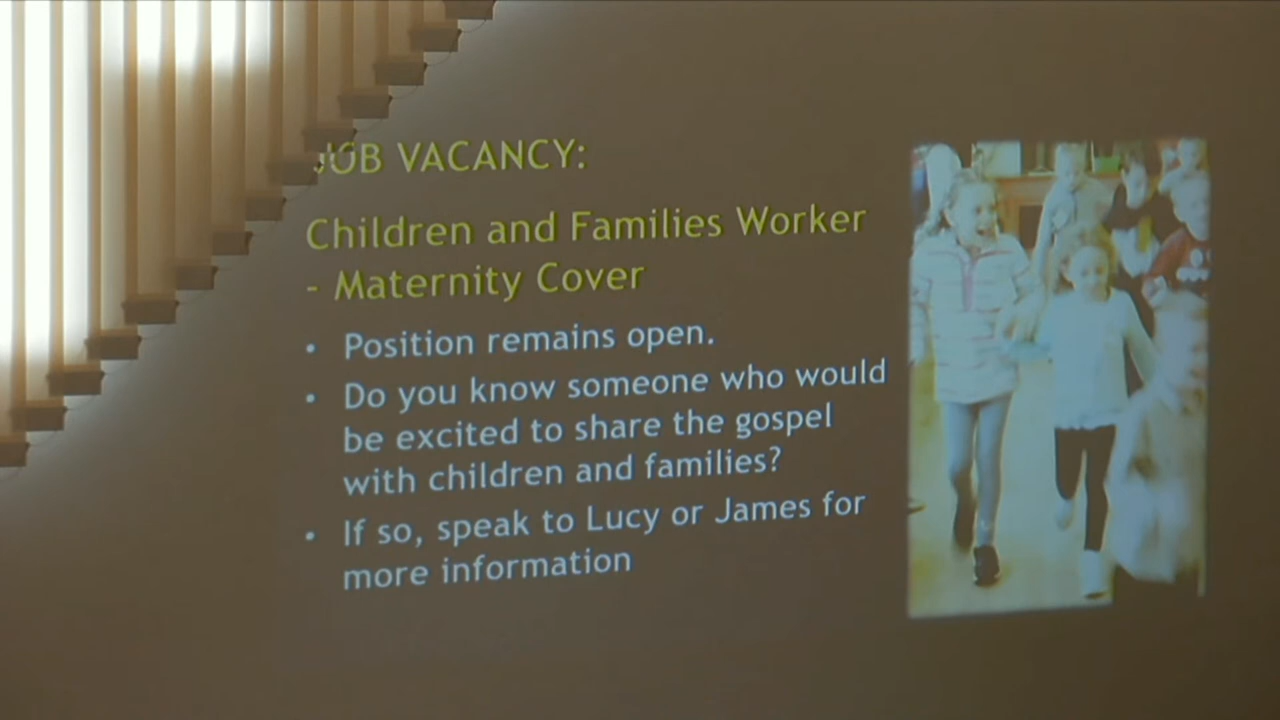 JOB VACANCY:
Children and Families Worker
- Maternity Cover
• Position remains open.
• Do you know someone who would
be excited to share the gospel
with children and families?
• If so, speak to Lucy or James for
more information